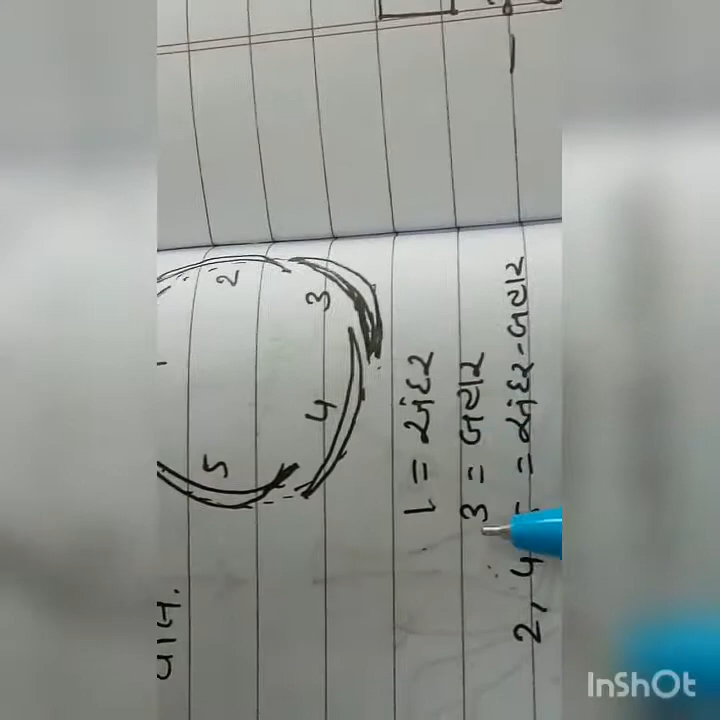 2
3
4
5
1 = અંદર
3 = બહાર
2, 4 = અંદર-બહાર
InShOt